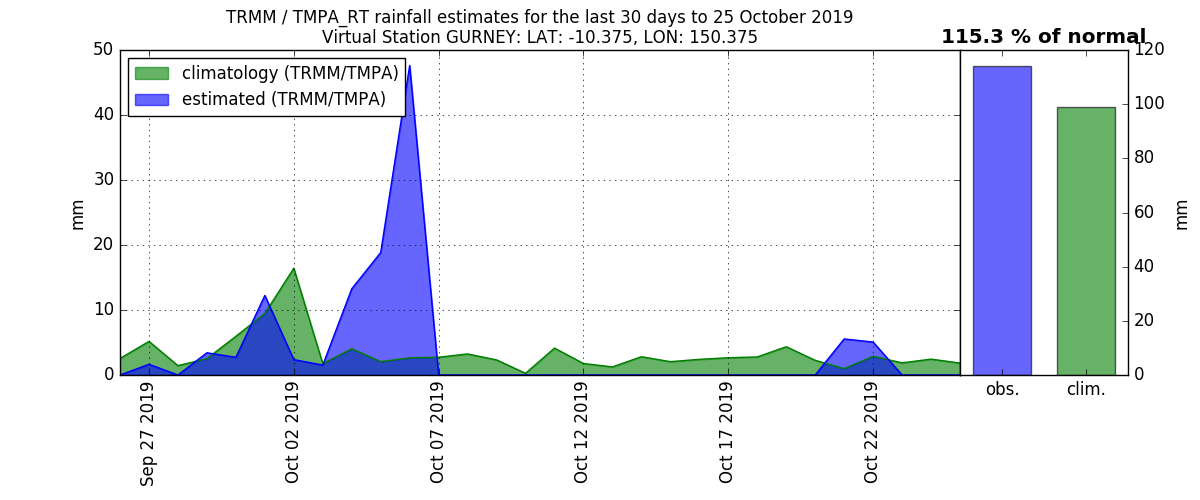 TRMM / TMPA_RT rainfall estimates for the last 30 days to 25 October 2019
Virtual Station GURNEY: LAT: -10.375, LON: 150.375
115.3 % of normal
climatology (TRMM/TMPA)
estimated (TRMM/TMPA)
mm
50
40
30
20
10
0
Sep 27 2019
Oct 02 2019
Oct 07 2019
Oct 12 2019
Oct 17 2019
Oct 22 2019
120
100
80
60
40
20
0
mm
obs.
clim.